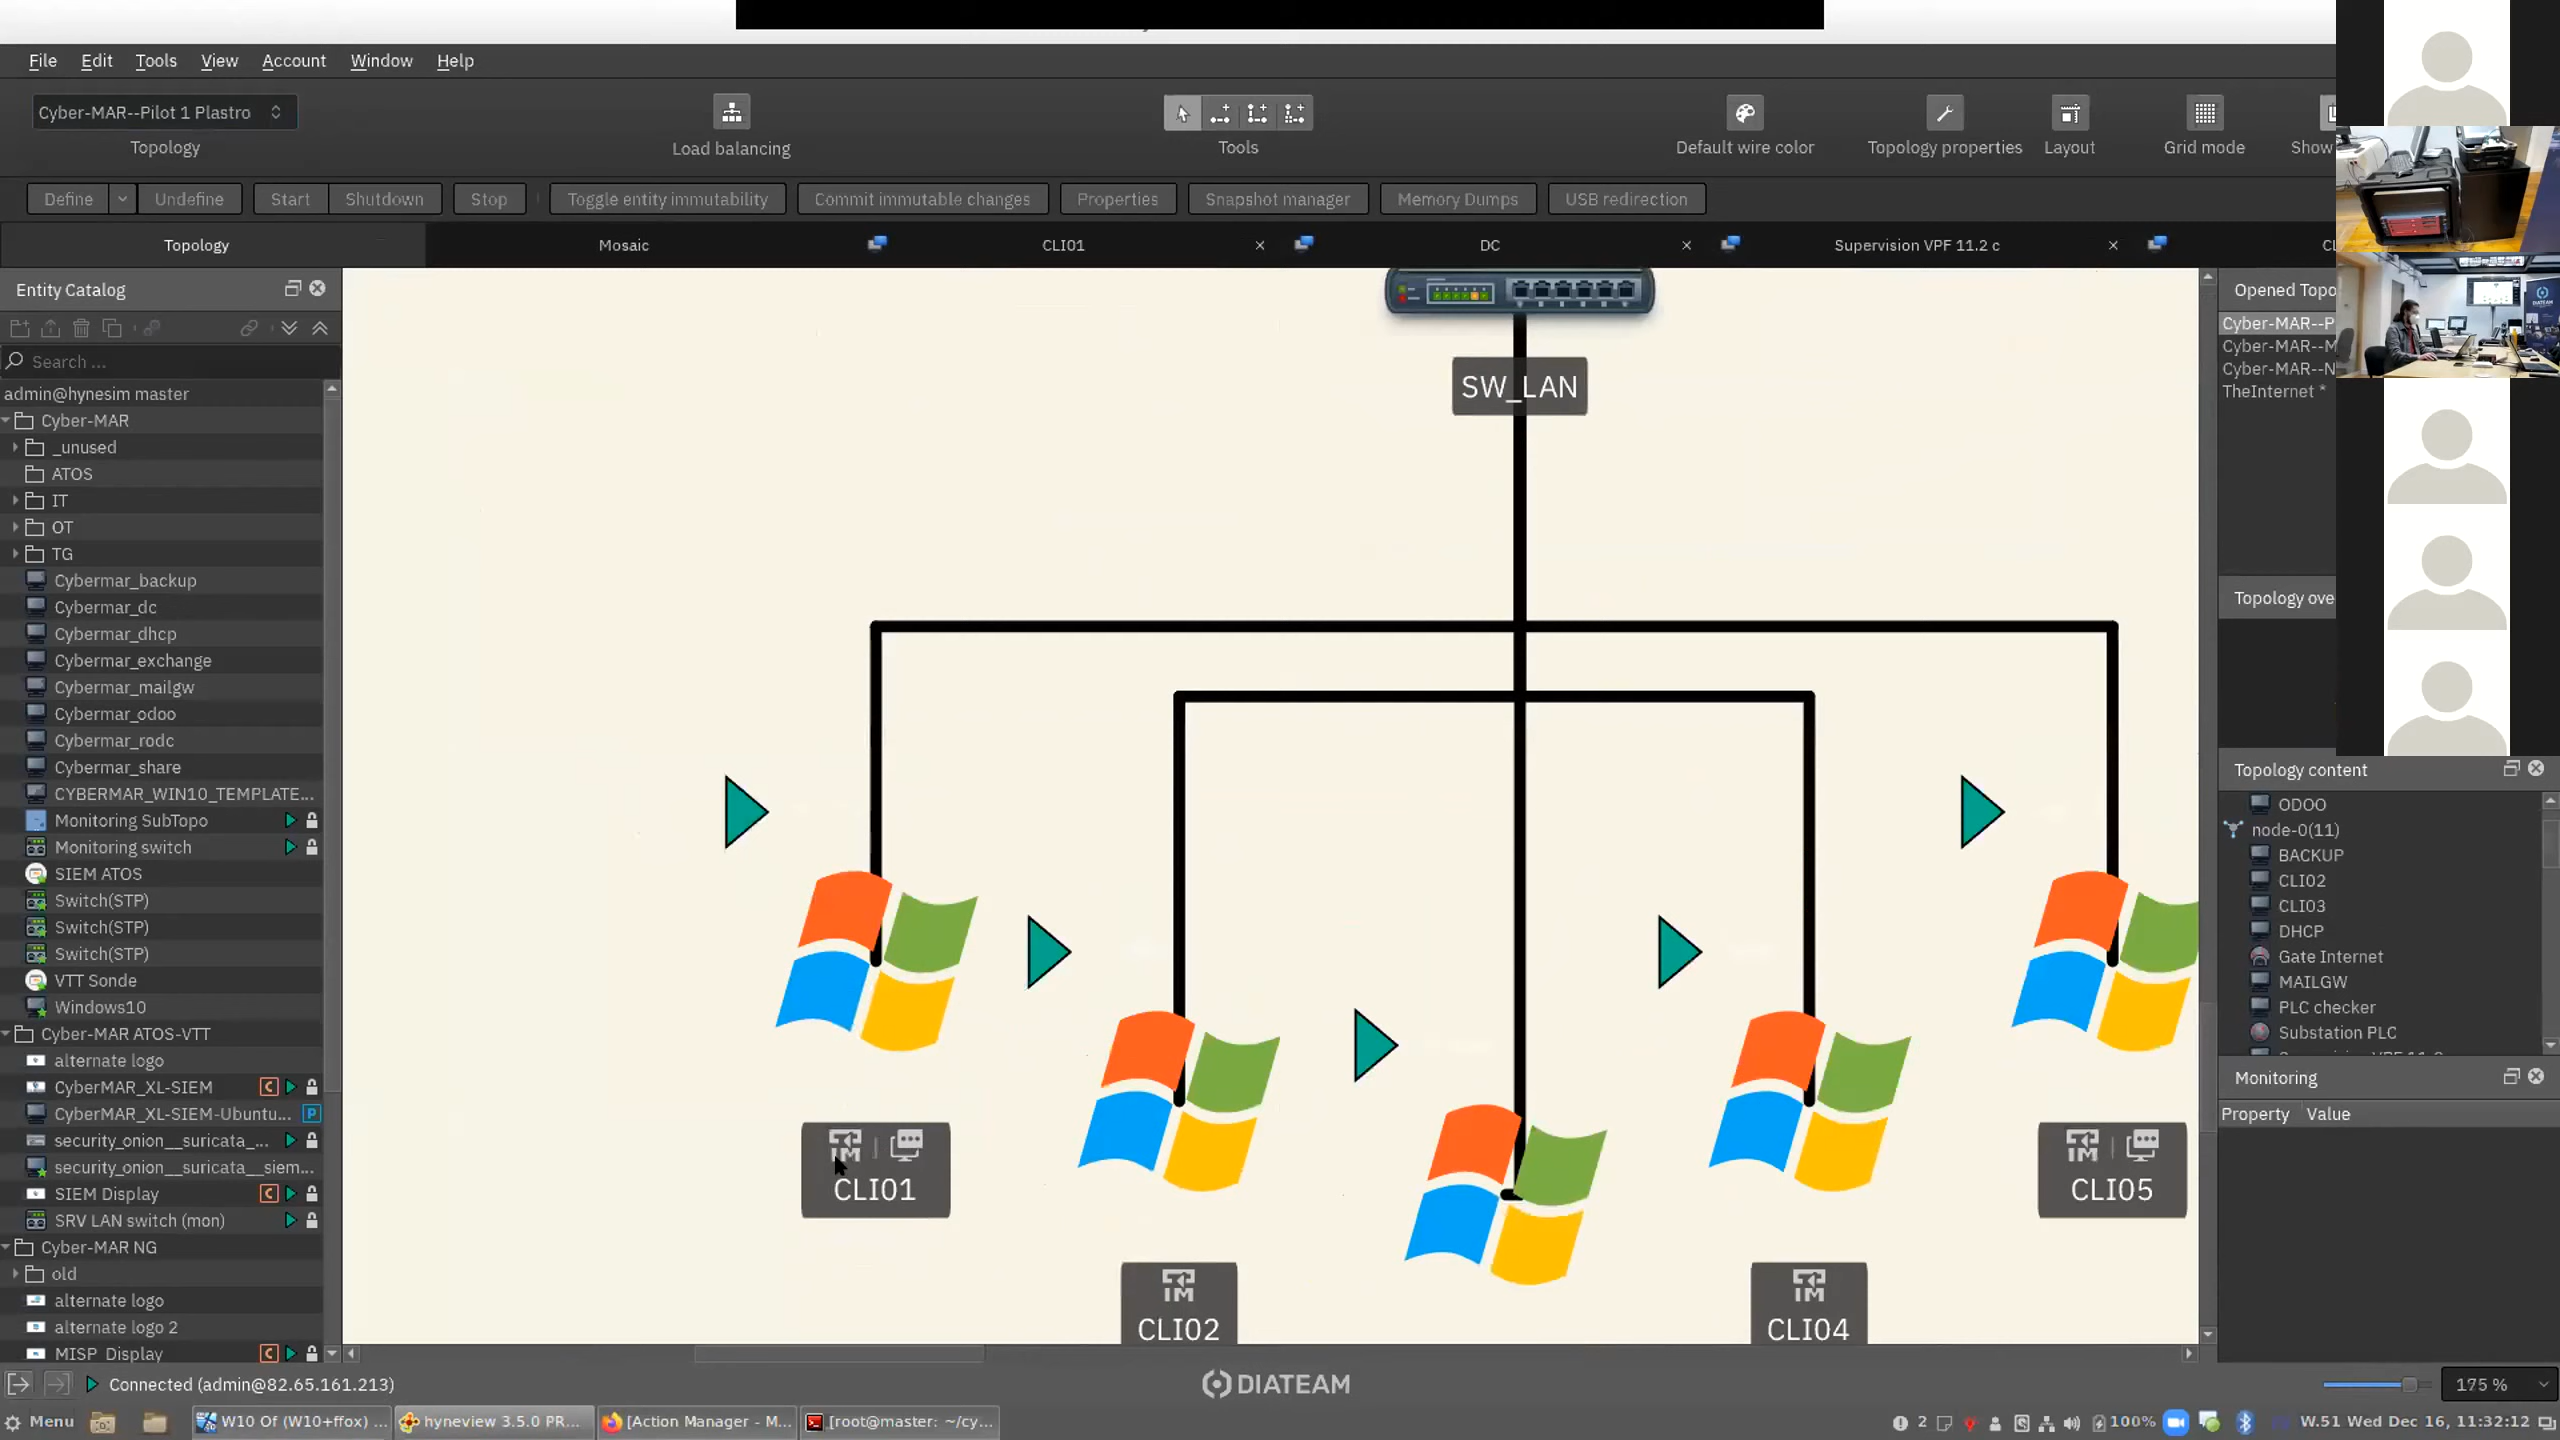 File Edit Tools View Account Window Help
Cyber-MAR--Pilot 1 Plastro
Topology
Load balancing
Tools
Default wire color
Topology properties
Layout
Grid mode
Show
Define Undefine Start Shutdown Stop Toggle entity immutability Commit immutable changes Properties Snapshot manager Memory Dumps USB redirection
Topology Mosaic CLI01 DC Supervision VPF 11.2 c CL
Entity Catalog
Search ...
admin@hynesim master
Cyber-MAR
_unused
ATOS
IT
OT
TG
Cybermar_backup
Cybermar_dc
Cybermar_dhcp
Cybermar_exchange
Cybermar_mailgw
Cybermar_odoo
Cybermar_rodc
Cybermar_share
CYBERMAR_WIN10_TEMPLATE...
Monitoring SubTopo
Monitoring switch
SIEM ATOS
Switch(STP)
Switch(STP)
Switch(STP)
VTT Sonde
Windows10
Cyber-MAR ATOS-VTT
alternate logo
CyberMAR_XL-SIEM C
CyberMAR_XL-SIEM-Ubuntu... P
security_onion__suricata_...
security_onion__suricata__siem...
SIEM Display C
SRV LAN switch (mon)
Cyber-MAR NG
old
alternate logo
alternate logo 2
MISP Display C
SW_LAN
CLI01
CLI02
CLI04
CLI05
Opened Topo
Cyber-MAR--P
Cyber-MAR--M
Cyber-MAR--N
TheInternet *
Topology ove
DIATEAM
Topology content
ODOO
node-0(11)
BACKUP
CLI02
CLI03
DHCP
Gate Internet
MAILGW
PLC checker
Substation PLC
Monitoring
Property Value
Connected (admin@82.65.161.213)
DIATEAM
175 %
Menu
W10 Of (W10+ffox) ...
hyneview 3.5.0 PR...
[Action Manager - M...
[root@master: ~/cy...
2
100%
W.51 Wed Dec 16, 11:32:12